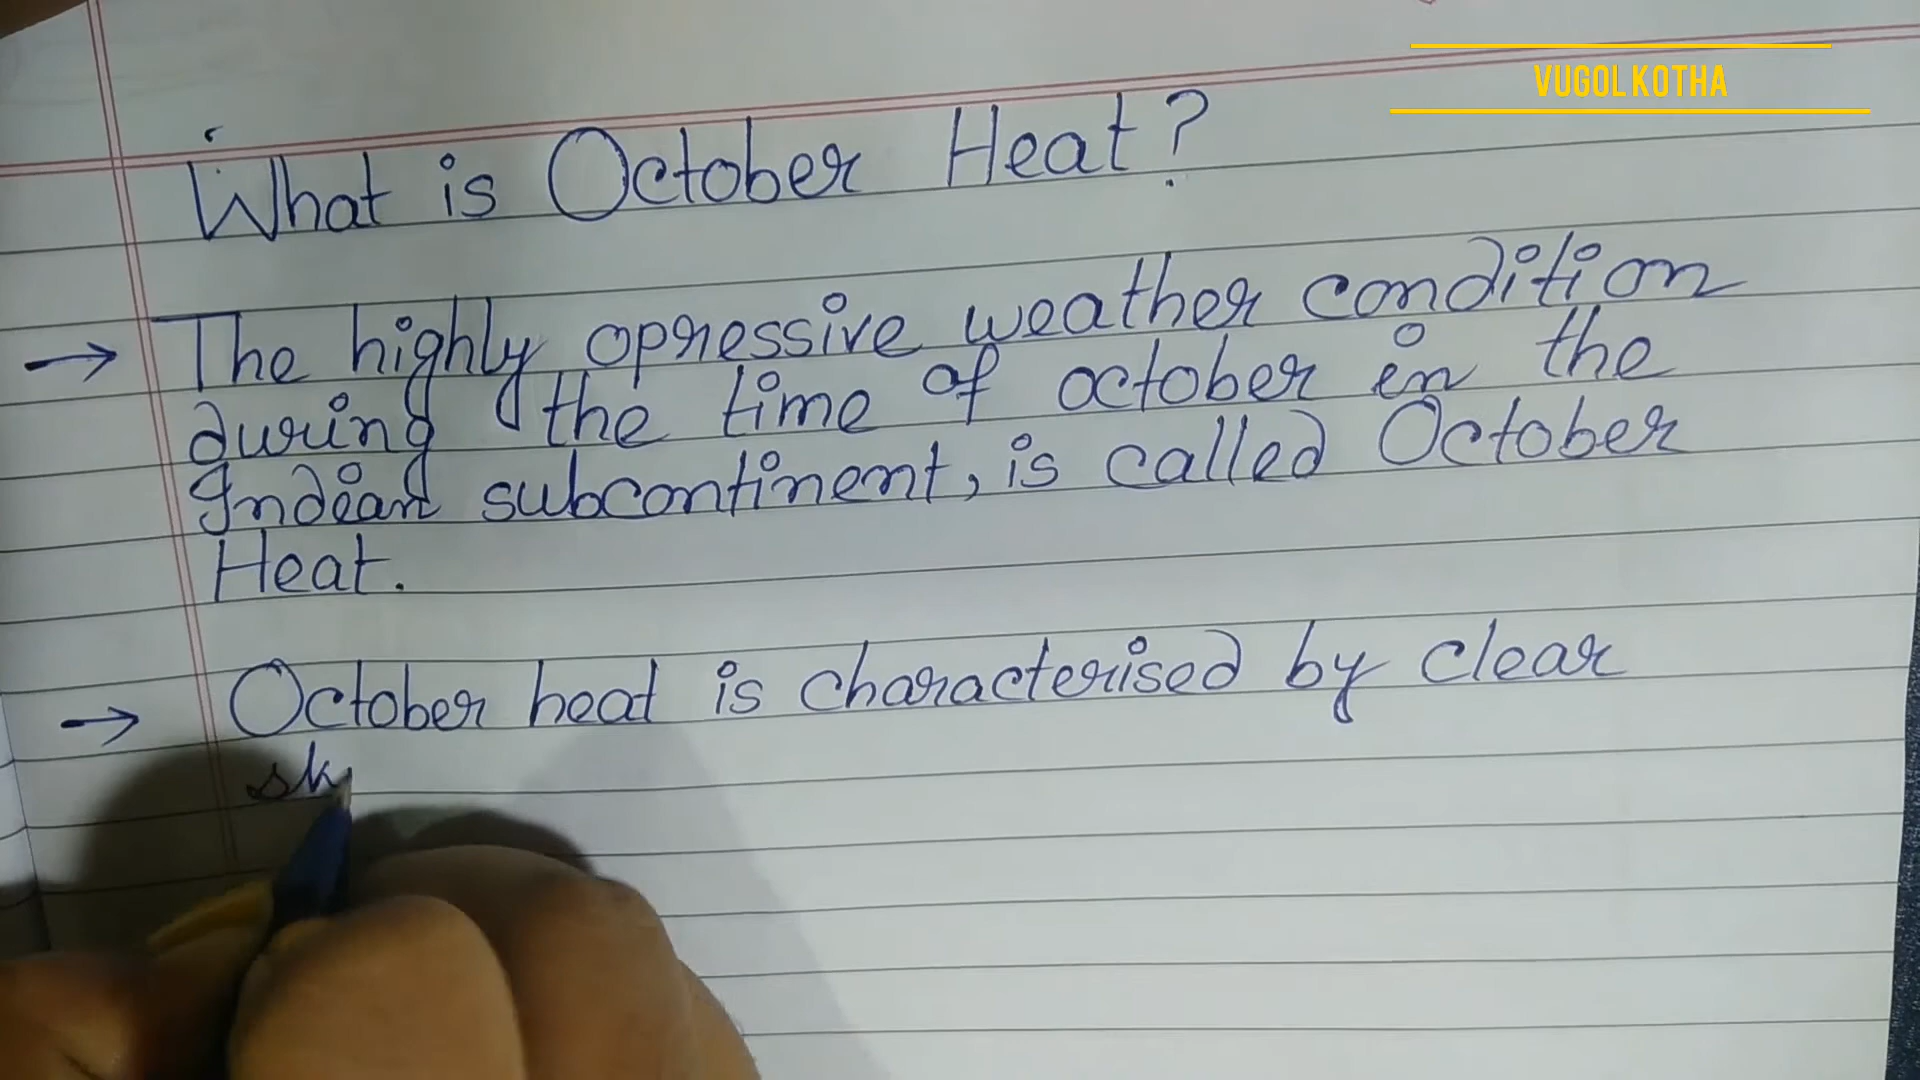 VUGOL KOTHA
What is October Heat?
→ The highly opressive weather condition
during the time of october in the
Indian subcontinent, is called October
Heat.
→ October heat is characterised by clear
sk